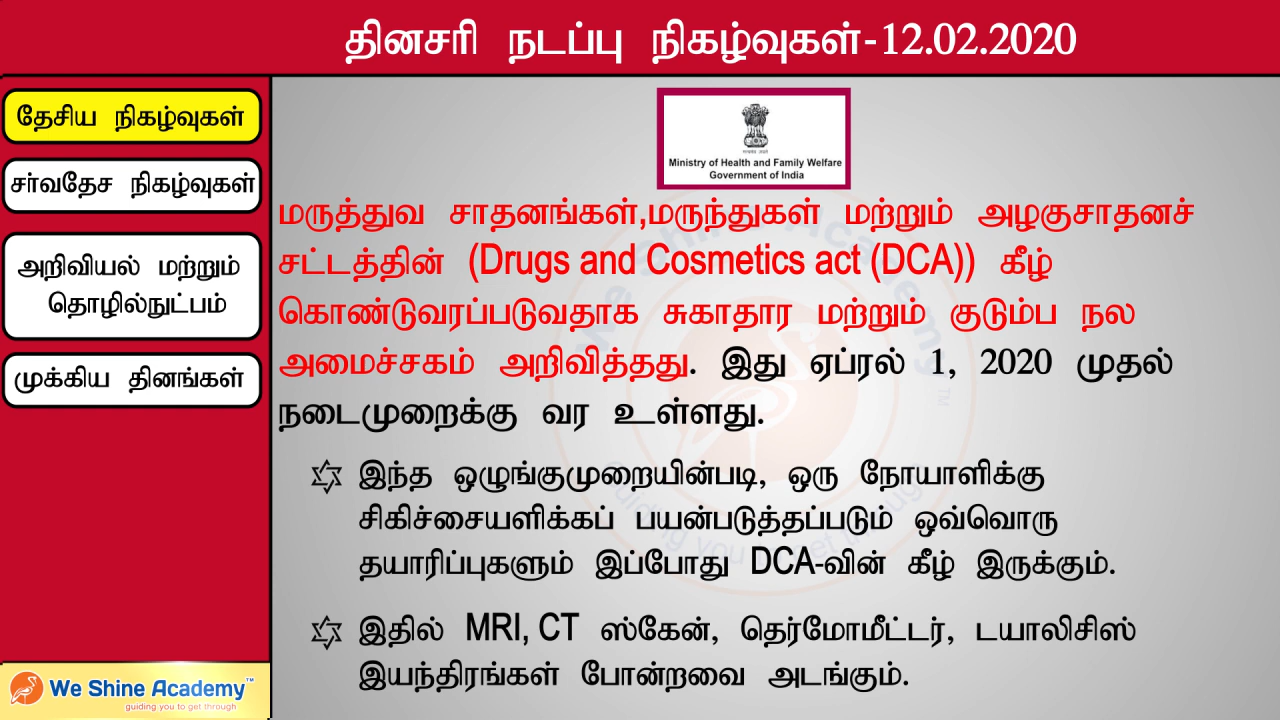 தினசரி நடப்பு நிகழ்வுகள்-12.02.2020
தேசிய நிகழ்வுகள்
சர்வதேச நிகழ்வுகள்
அறிவியல் மற்றும்
தொழில்நுட்பம்
முக்கிய தினங்கள்
Ministry of Health and Family Welfare
Government of India
மருத்துவ சாதனங்கள்,மருந்துகள் மற்றும் அழகுசாதனச்
சட்டத்தின் (Drugs and Cosmetics act (DCA)) கீழ்
கொண்டுவரப்படுவதாக சுகாதார மற்றும் குடும்ப நல
அமைச்சகம் அறிவித்தது. இது ஏப்ரல் 1, 2020 முதல்
நடைமுறைக்கு வர உள்ளது.
இந்த ஒழுங்குமுறையின்படி, ஒரு நோயாளிக்கு
சிகிச்சையளிக்கப் பயன்படுத்தப்படும் ஒவ்வொரு
தயாரிப்புகளும் இப்போது DCA-வின் கீழ் இருக்கும்.
இதில் MRI, CT ஸ்கேன், தெர்மோமீட்டர், டயாலிசிஸ்
இயந்திரங்கள் போன்றவை அடங்கும்.
We Shine Academy™
guiding you to get through